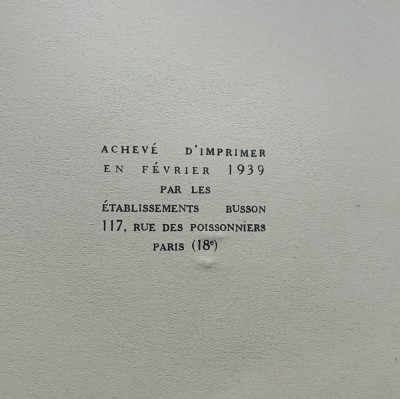 ACHEVÉ D'IMPRIMER
EN FÉVRIER 1939
PAR LES
ÉTABLISSEMENTS BUSSON
117, RUE DES POISSONNIERS
PARIS (18e)